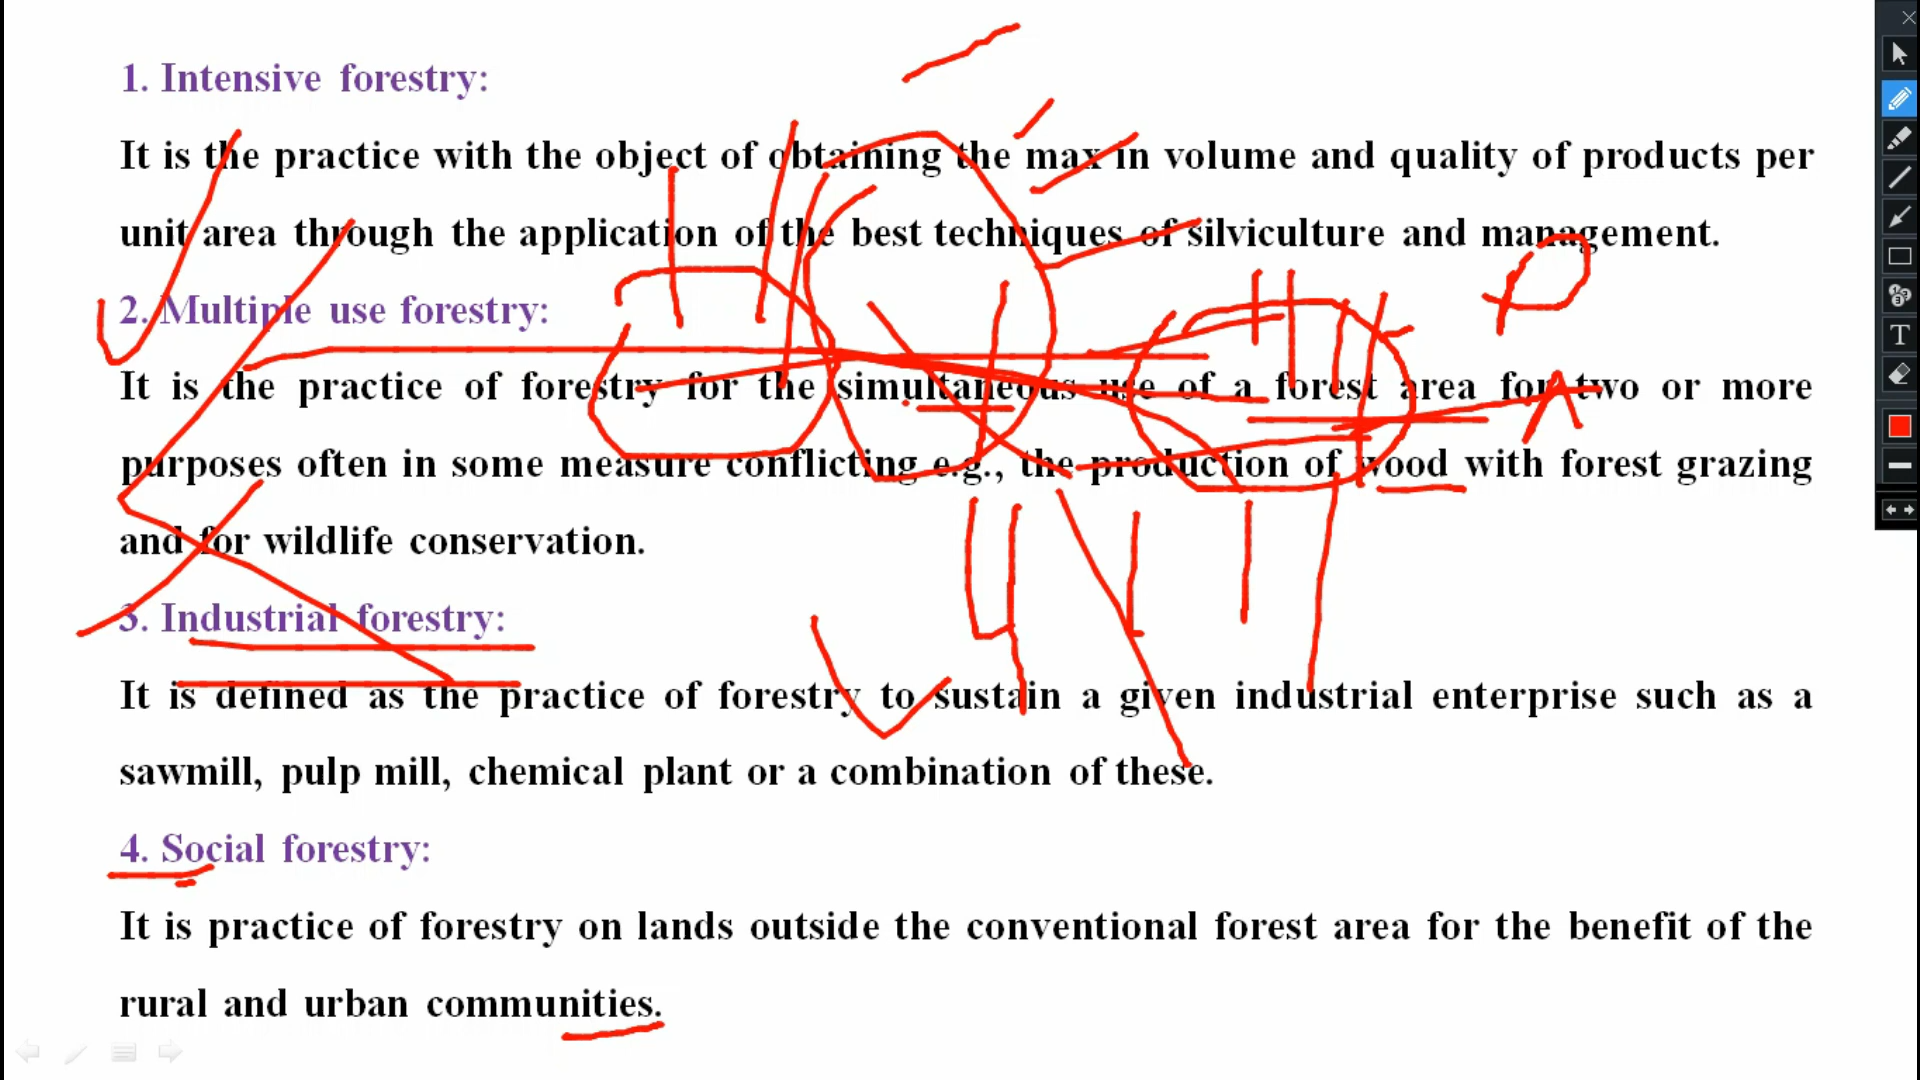 1. Intensive forestry:
It is the practice with the object of obtaining the max in volume and quality of products per
unit area through the application of the best techniques of silviculture and management.
2. Multiple use forestry:
It is the practice of forestry for the simultaneous use of a forest area for two or more
purposes often in some measure conflicting e.g., the production of wood with forest grazing
and for wildlife conservation.
3. Industrial forestry:
It is defined as the practice of forestry to sustain a given industrial enterprise such as a
sawmill, pulp mill, chemical plant or a combination of these.
4. Social forestry:
It is practice of forestry on lands outside the conventional forest area for the benefit of the
rural and urban communities.
P
A